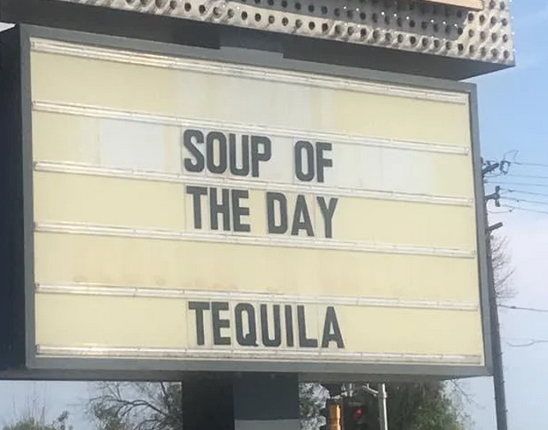 SOUP OF
THE DAY
TEQUILA